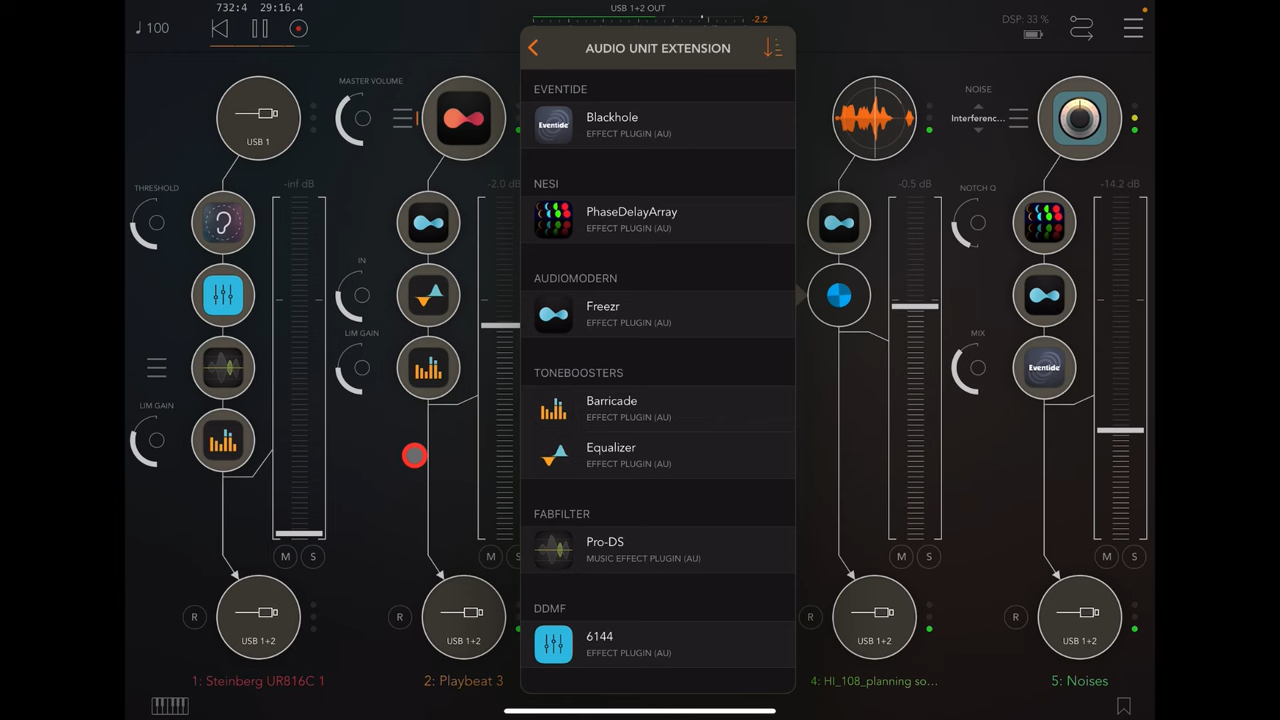 732:4 29:16.4
USB 1+2 OUT
-2.2
♩ 100
DSP: 33 %
AUDIO UNIT EXTENSION
MASTER VOLUME
USB 1
NOISE
Interferenc...
EVENTIDE
Blackhole
EFFECT PLUGIN (AU)
Eventide
THRESHOLD
-inf dB
-2.0 d
-0.5 dB
NOTCH Q
-14.2 dB
NESI
PhaseDelayArray
EFFECT PLUGIN (AU)
IN
AUDIOMODERN
Freezr
EFFECT PLUGIN (AU)
LIM GAIN
MIX
Eventide
TONEBOOSTERS
Barricade
EFFECT PLUGIN (AU)
Equalizer
EFFECT PLUGIN (AU)
LIM GAIN
FABFILTER
Pro-DS
MUSIC EFFECT PLUGIN (AU)
M S
M S
M S
M S
DDMF
6144
EFFECT PLUGIN (AU)
R
USB 1+2
R
USB 1+2
R
USB 1+2
R
USB 1+2
1: Steinberg UR816C 1
2: Playbeat 3
4: HI_108_planning so...
5: Noises